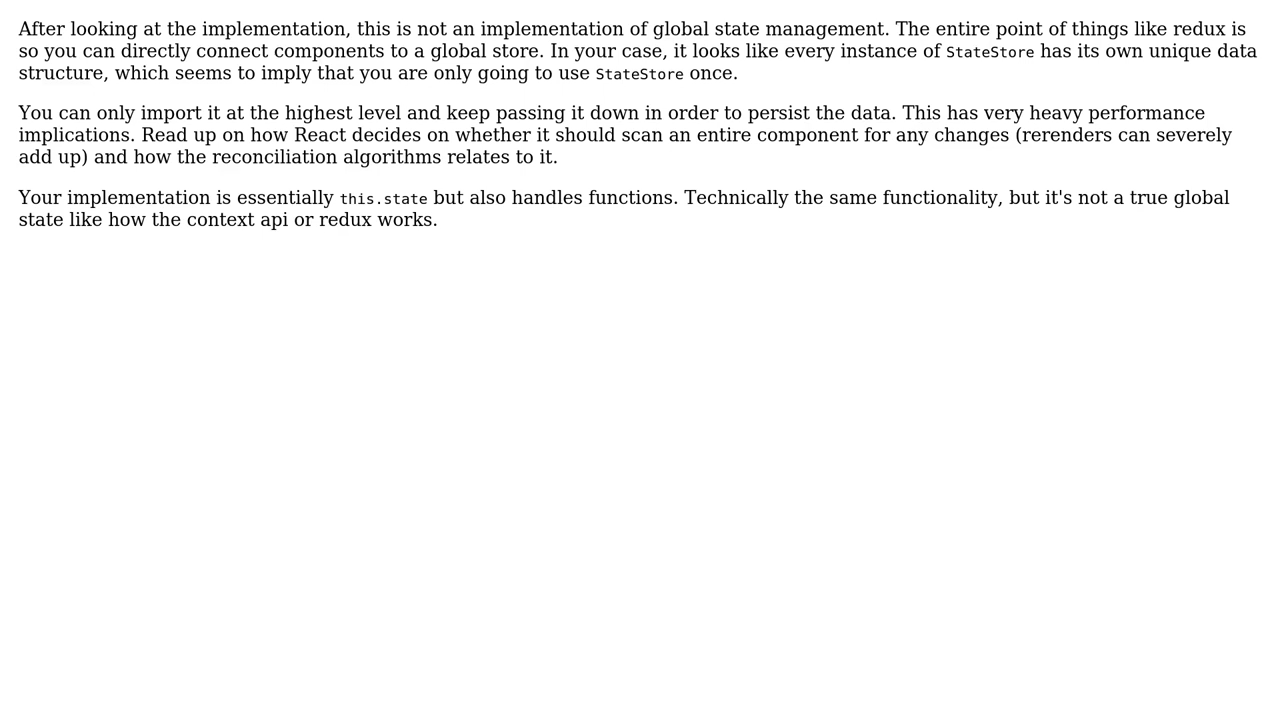 After looking at the implementation, this is not an implementation of global state management. The entire point of things like redux is
so you can directly connect components to a global store. In your case, it looks like every instance of StateStore has its own unique data
structure, which seems to imply that you are only going to use StateStore once.
You can only import it at the highest level and keep passing it down in order to persist the data. This has very heavy performance
implications. Read up on how React decides on whether it should scan an entire component for any changes (rerenders can severely
add up) and how the reconciliation algorithms relates to it.
Your implementation is essentially this.state but also handles functions. Technically the same functionality, but it's not a true global
state like how the context api or redux works.